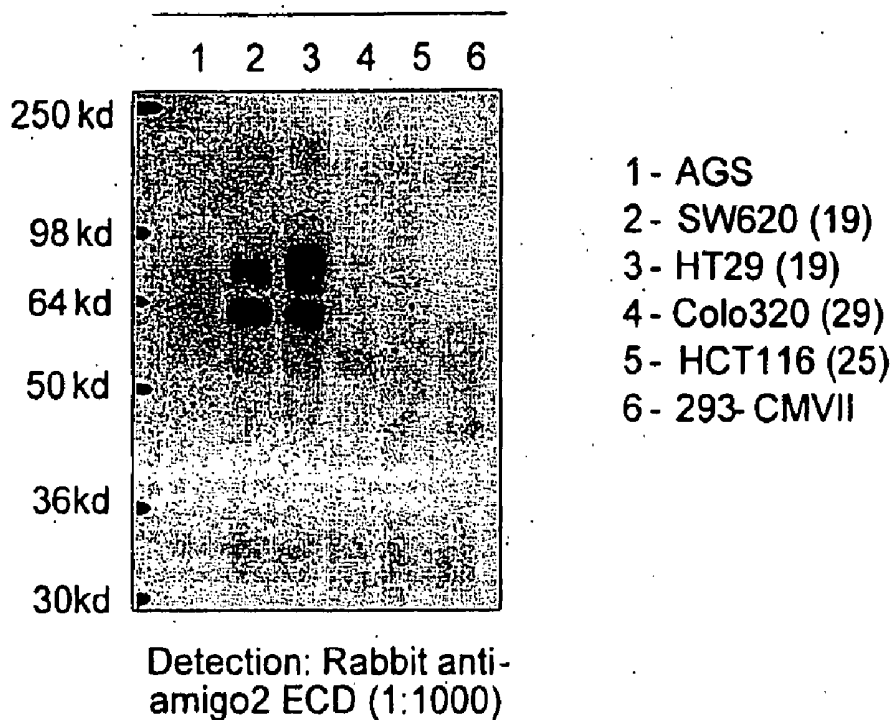 1 2 3 4 5 6
250 kd
98 kd
64 kd
50 kd
36kd
30kd
1 - AGS
2 - SW620 (19)
3 - HT29 (19)
4 - Colo320 (29)
5 - HCT116 (25)
6 - 293-CMVII
Detection: Rabbit anti-
amigo2 ECD (1:1000)